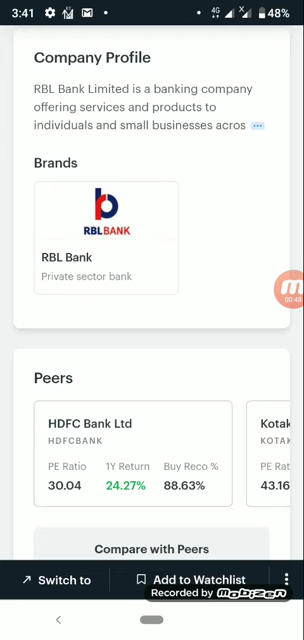 3:41
4G
X
48%
Company Profile
RBL Bank Limited is a banking company
offering services and products to
individuals and small businesses acros ...
Brands
RBLBANK
RBL Bank
Private sector bank
00:49
Peers
HDFC Bank Ltd
HDFCBANK
PE Ratio 1Y Return Buy Reco %
30.04 24.27% 88.63%
Kotak
KOTAK
PE Rat
43.16
Compare with Peers
Switch to
Add to Watchlist
Recorded by mobizen